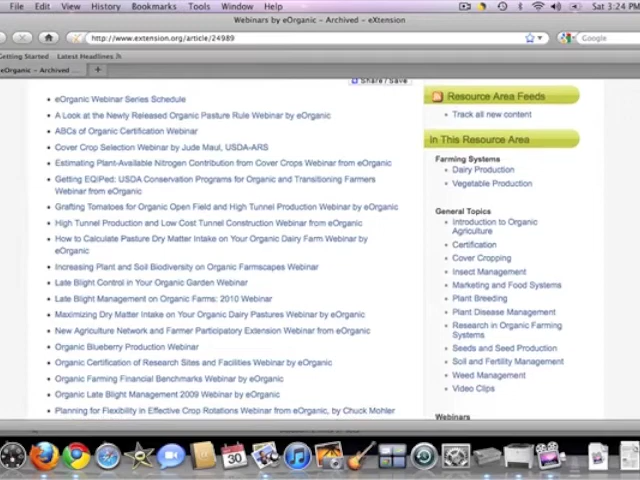 File Edit View History Bookmarks Tools Window Help
Sat 3:24 PM
Webinars by eOrganic - Archived - eXtension
http://www.extension.org/article/24989
Google
Getting Started Latest Headlines
eOrganic - Archived ...
Share / Save
eOrganic Webinar Series Schedule
A Look at the Newly Released Organic Pasture Rule Webinar by eOrganic
ABCs of Organic Certification Webinar
Cover Crop Selection Webinar by Jude Maul, USDA-ARS
Estimating Plant-Available Nitrogen Contribution from Cover Crops Webinar from eOrganic
Getting EQIPed: USDA Conservation Programs for Organic and Transitioning Farmers
Webinar from eOrganic
Grafting Tomatoes for Organic Open Field and High Tunnel Production Webinar by eOrganic
High Tunnel Production and Low Cost Tunnel Construction Webinar from eOrganic
How to Calculate Pasture Dry Matter Intake on Your Organic Dairy Farm Webinar by
eOrganic
Increasing Plant and Soil Biodiversity on Organic Farmscapes Webinar
Late Blight Control in Your Organic Garden Webinar
Late Blight Management on Organic Farms: 2010 Webinar
Maximizing Dry Matter Intake on Your Organic Dairy Pastures Webinar by eOrganic
New Agriculture Network and Farmer Participatory Extension Webinar from eOrganic
Organic Blueberry Production Webinar
Organic Certification of Research Sites and Facilities Webinar by eOrganic
Organic Farming Financial Benchmarks Webinar by eOrganic
Organic Late Blight Management 2009 Webinar by eOrganic
Planning for Flexibility in Effective Crop Rotations Webinar from eOrganic, by Chuck Mohler
Resource Area Feeds
Track all new content
In This Resource Area
Farming Systems
Dairy Production
Vegetable Production
General Topics
Introduction to Organic
Agriculture
Certification
Cover Cropping
Insect Management
Marketing and Food Systems
Plant Breeding
Plant Disease Management
Research in Organic Farming
Systems
Seeds and Seed Production
Soil and Fertility Management
Weed Management
Video Clips
Webinars
30